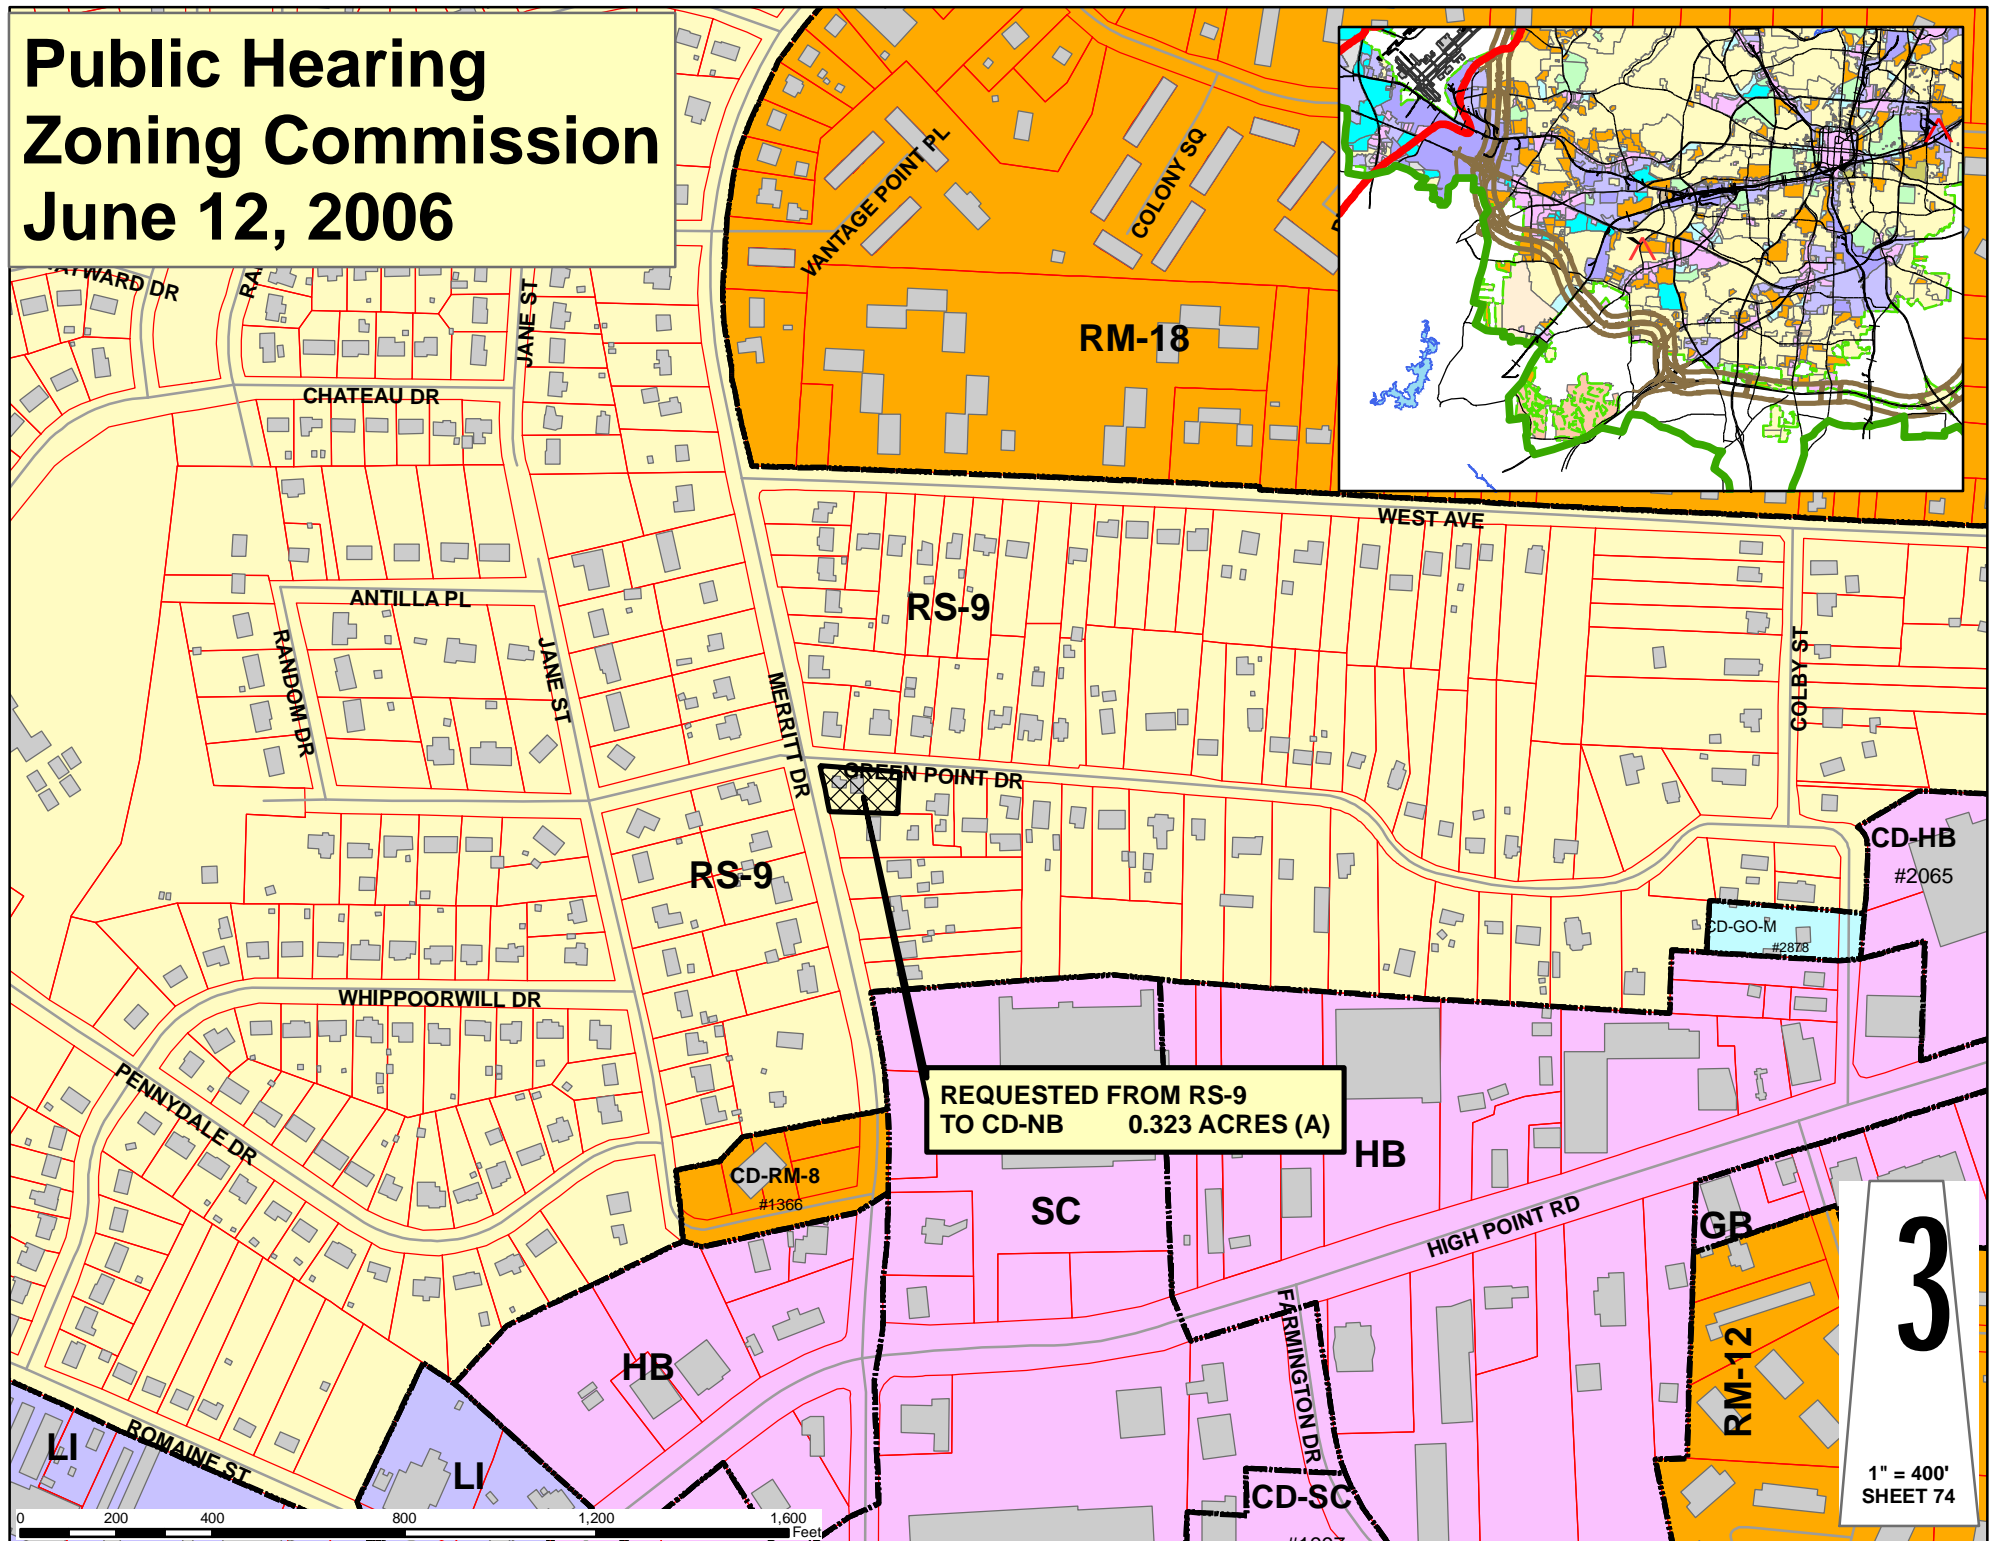 Public Hearing
Zoning Commission
June 12, 2006
JANE ST
VANTAGE POINT PL
COLONY SQ
RM-18
CHATEAU DR
WEST AVE
RS-9
ANTILLA PL
RANDOM DR
JANE ST
MERRITT DR
COLBY ST
GREEN POINT DR
RS-9
CD-HB
#2065
CD-GO-M
#2878
WHIPPOORWILL DR
PENNYDALE DR
REQUESTED FROM RS-9
TO CD-NB 0.323 ACRES (A)
HB
CD-RM-8
#1366
SC
HIGH POINT RD
GB
FARMINGTON DR
RM-12
HB
LI
ROMAINE ST
LI
CD-SC
3
1" = 400'
SHEET 74
0 200 400 800 1,200 1,600
Feet